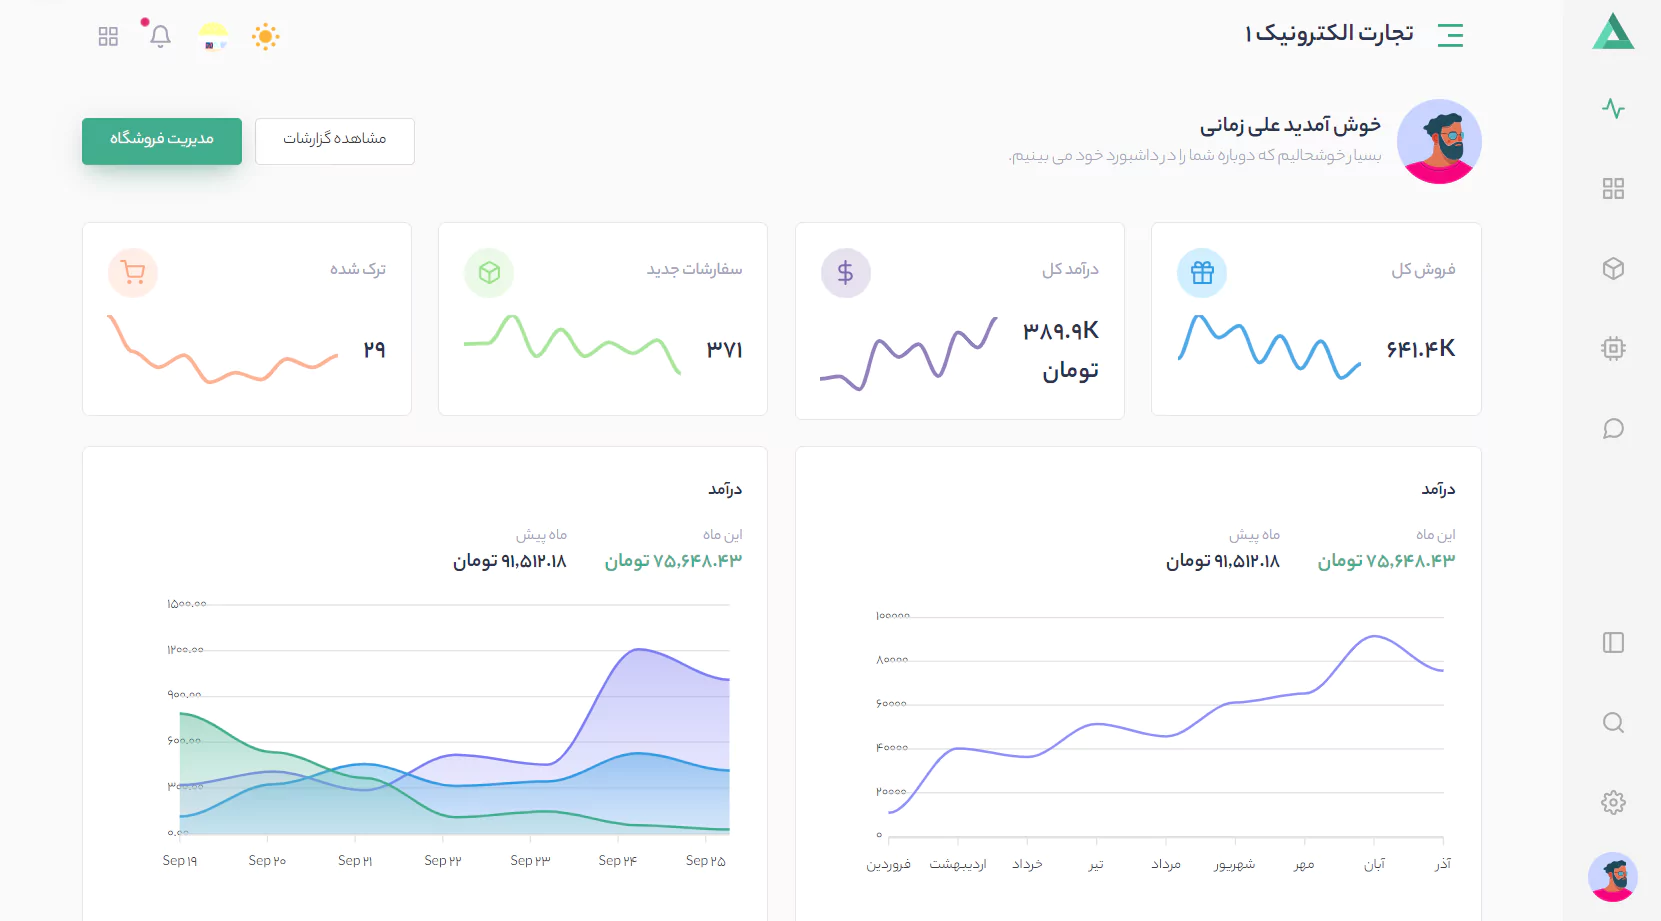 تجارت الکترونیک ۱
خوش آمدید علی زمانی
بسیار خوشحالیم که دوباره شما را در داشبورد خود می بینیم.
مشاهده گزارشات
مدیریت فروشگاه
فروش کل
۶۴۱.۴K
درآمد کل
۳۸۹.۹K
تومان
سفارشات جدید
۳۷۱
ترک شده
۲۹
درآمد
این ماه
ماه پیش
۷۵,۶۴۸.۴۳ تومان
۹۱,۵۱۲.۱۸ تومان
۱۰۰۰۰۰
۸۰۰۰۰
۶۰۰۰۰
۴۰۰۰۰
۲۰۰۰۰
۰
فروردین
اردیبهشت
خرداد
تیر
مرداد
شهریور
مهر
آبان
آذر
درآمد
این ماه
ماه پیش
۷۵,۶۴۸.۴۳ تومان
۹۱,۵۱۲.۱۸ تومان
۱۵۰۰.۰۰
۱۲۰۰.۰۰
۹۰۰.۰۰
۶۰۰.۰۰
۳۰۰.۰۰
۰.۰۰
Sep ۱۹
Sep ۲۰
Sep ۲۱
Sep ۲۲
Sep ۲۳
Sep ۲۴
Sep ۲۵